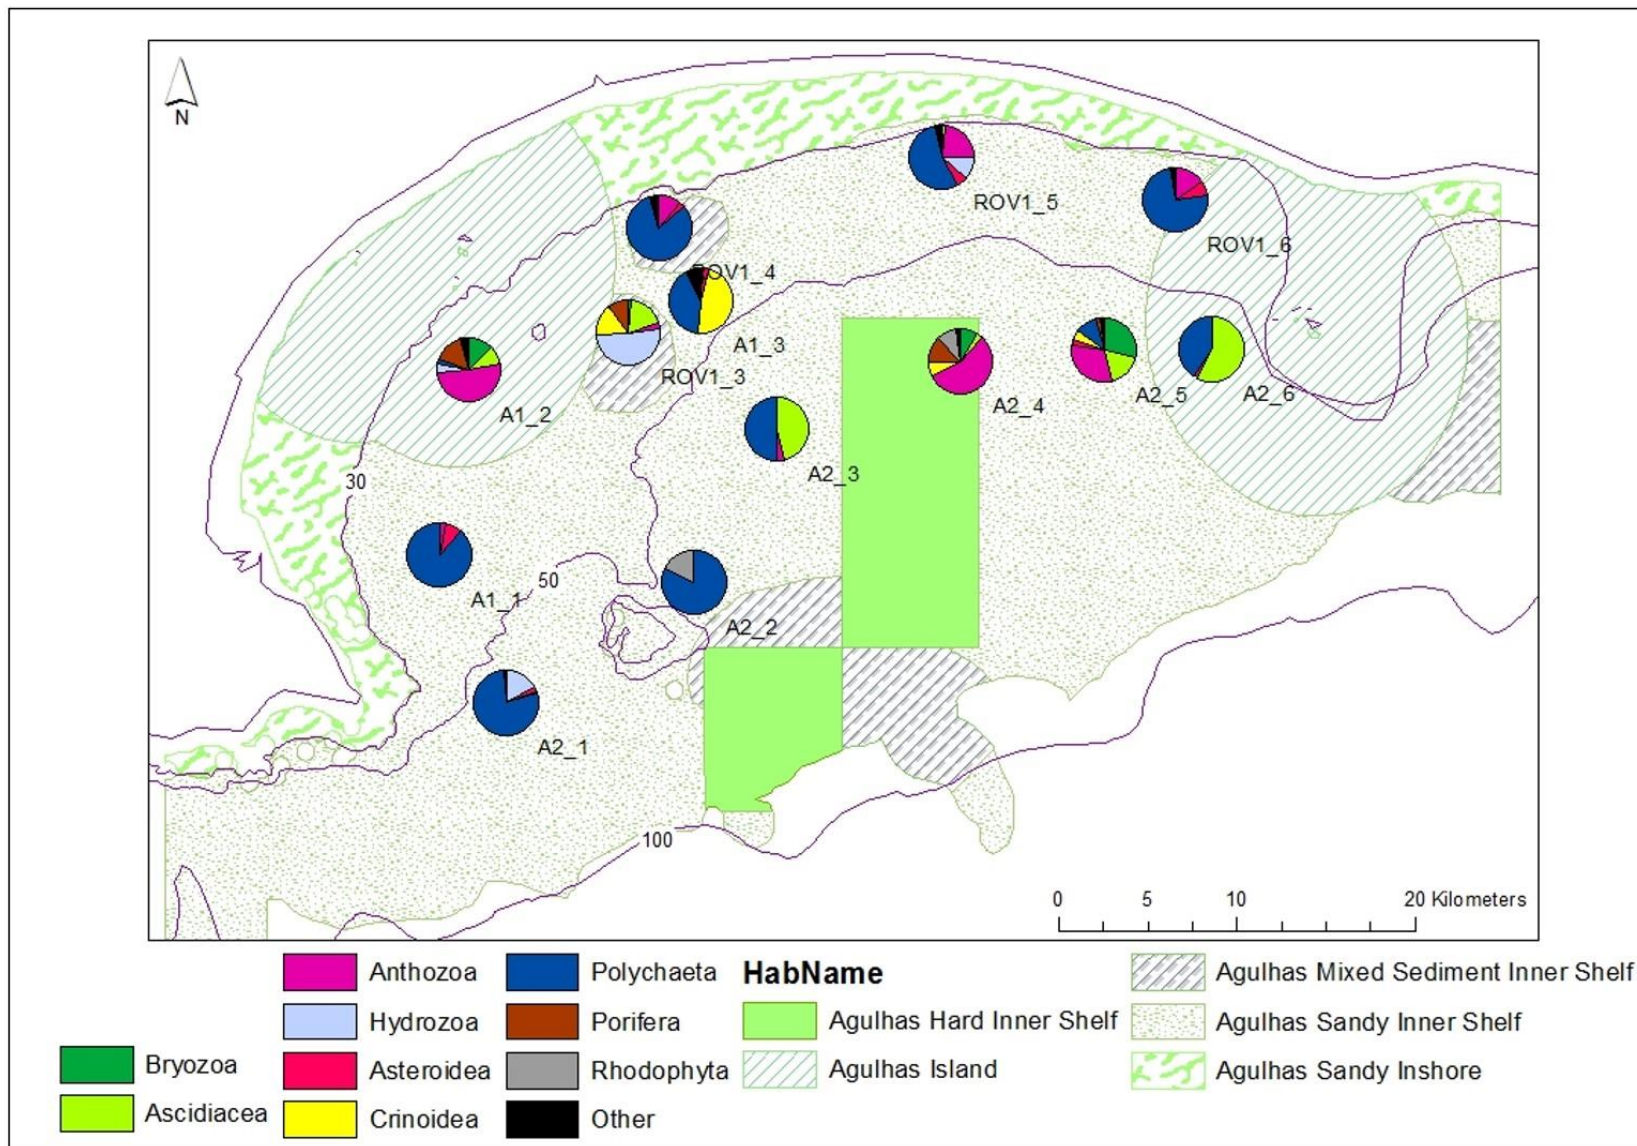 N
ROV1_5
ROV1_6
ROV1_4
A1_3
ROV1_3
A1_2
A2_4
A2_5
A2_6
A2_3
30
A1_1
50
A2_2
A2_1
100
0 5 10 20 Kilometers
Anthozoa
Hydrozoa
Bryozoa
Asteroidea
Ascidiacea
Crinoidea
Polychaeta
Porifera
Rhodophyta
Other
HabName
Agulhas Hard Inner Shelf
Agulhas Island
Agulhas Mixed Sediment Inner Shelf
Agulhas Sandy Inner Shelf
Agulhas Sandy Inshore